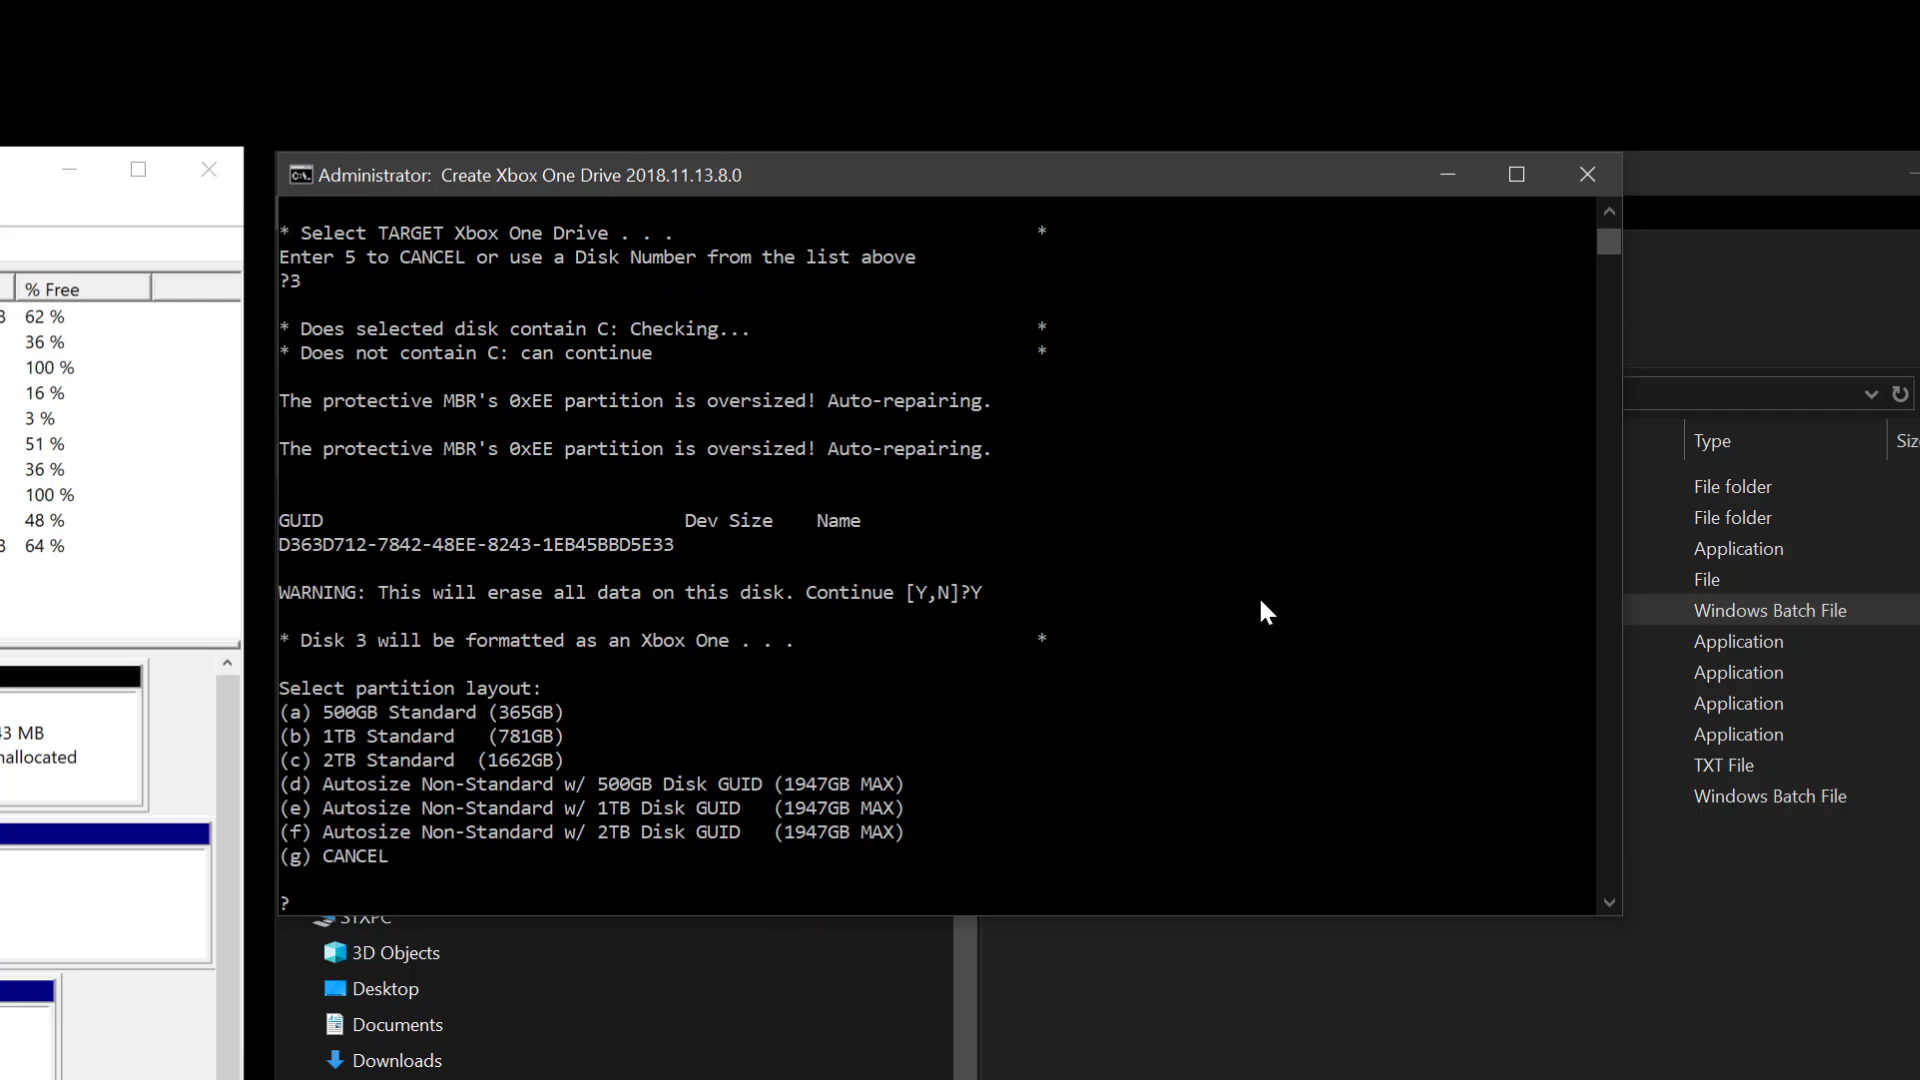 Administrator: Create Xbox One Drive 2018.11.13.8.0
* Select TARGET Xbox One Drive . . . *
Enter 5 to CANCEL or use a Disk Number from the list above
?3
* Does selected disk contain C: Checking... *
* Does not contain C: can continue *
The protective MBR's 0xEE partition is oversized! Auto-repairing.
The protective MBR's 0xEE partition is oversized! Auto-repairing.
GUID Dev Size Name
D363D712-7842-48EE-8243-1EB45BBD5E33
WARNING: This will erase all data on this disk. Continue [Y,N]?Y
* Disk 3 will be formatted as an Xbox One . . . *
Select partition layout:
(a) 500GB Standard (365GB)
(b) 1TB Standard (781GB)
(c) 2TB Standard (1662GB)
(d) Autosize Non-Standard w/ 500GB Disk GUID (1947GB MAX)
(e) Autosize Non-Standard w/ 1TB Disk GUID (1947GB MAX)
(f) Autosize Non-Standard w/ 2TB Disk GUID (1947GB MAX)
(g) CANCEL
?
% Free
62 %
36 %
100 %
16 %
3 %
51 %
36 %
100 %
48 %
64 %
43 MB
nallocated
3D Objects
Desktop
Documents
Downloads
Type
File folder
File folder
Application
File
Windows Batch File
Application
Application
Application
Application
TXT File
Windows Batch File